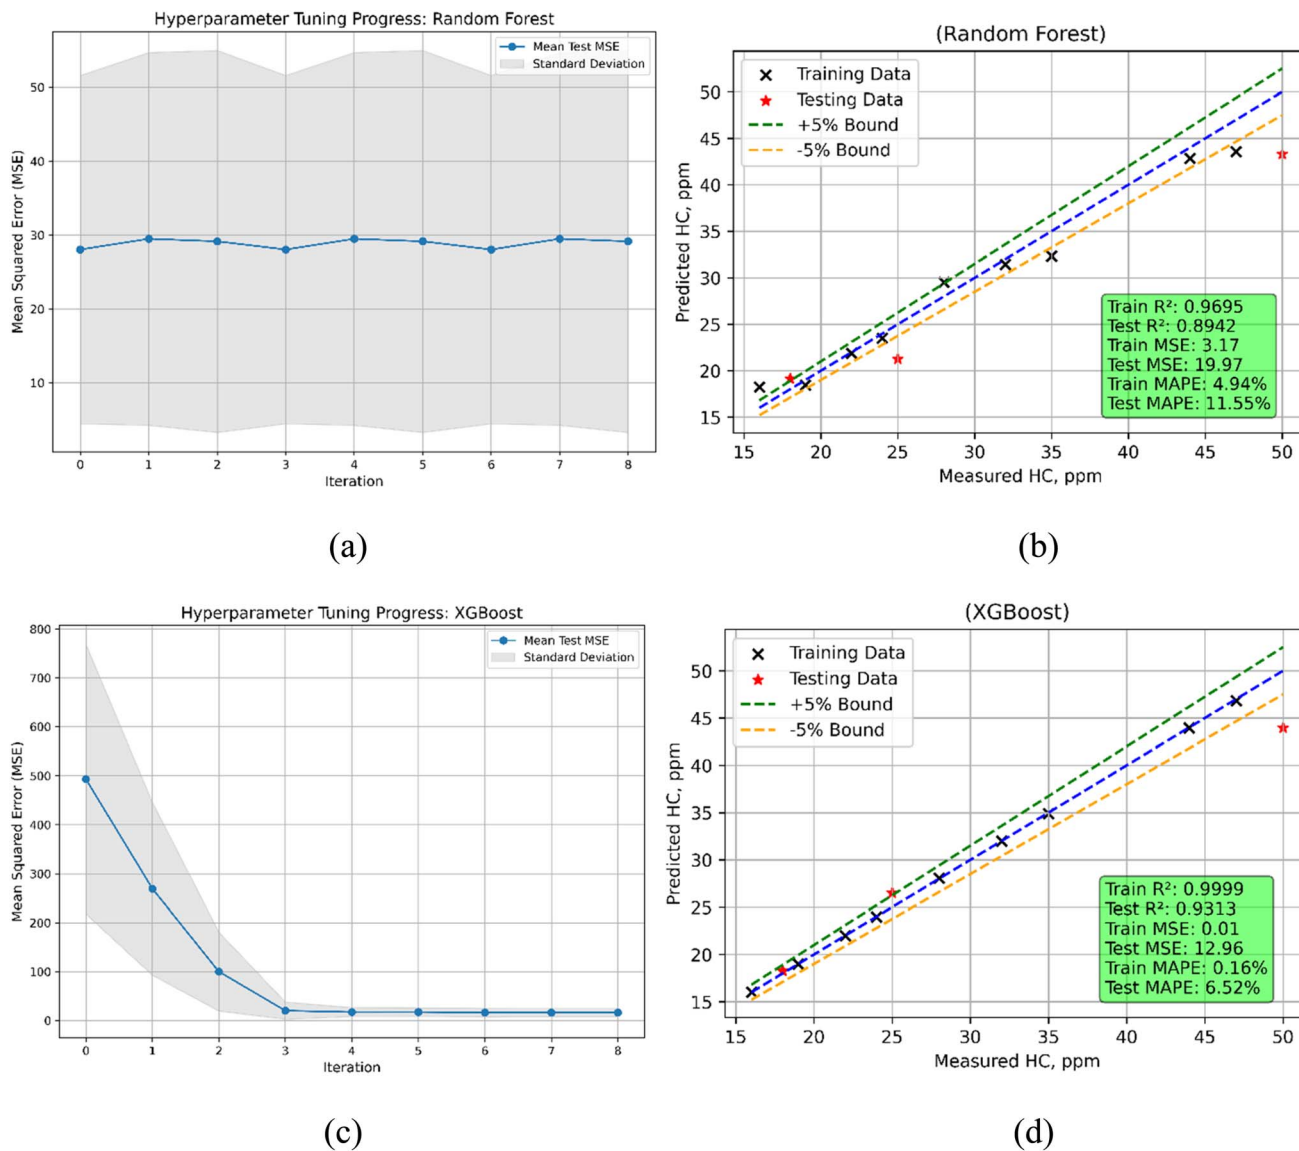 Hyperparameter Tuning Progress: Random Forest
Mean Test MSE
Standard Deviation
Mean Squared Error (MSE)
50
40
30
20
10
0 1 2 3 4 5 6 7 8
Iteration
(a)
(Random Forest)
Training Data
Testing Data
+5% Bound
-5% Bound
Predicted HC, ppm
50
45
40
35
30
25
20
15
Train R²: 0.9695
Test R²: 0.8942
Train MSE: 3.17
Test MSE: 19.97
Train MAPE: 4.94%
Test MAPE: 11.55%
15 20 25 30 35 40 45 50
Measured HC, ppm
(b)
Hyperparameter Tuning Progress: XGBoost
Mean Test MSE
Standard Deviation
Mean Squared Error (MSE)
800
700
600
500
400
300
200
100
0
0 1 2 3 4 5 6 7 8
Iteration
(c)
(XGBoost)
Training Data
Testing Data
+5% Bound
-5% Bound
Predicted HC, ppm
50
45
40
35
30
25
20
15
Train R²: 0.9999
Test R²: 0.9313
Train MSE: 0.01
Test MSE: 12.96
Train MAPE: 0.16%
Test MAPE: 6.52%
15 20 25 30 35 40 45 50
Measured HC, ppm
(d)